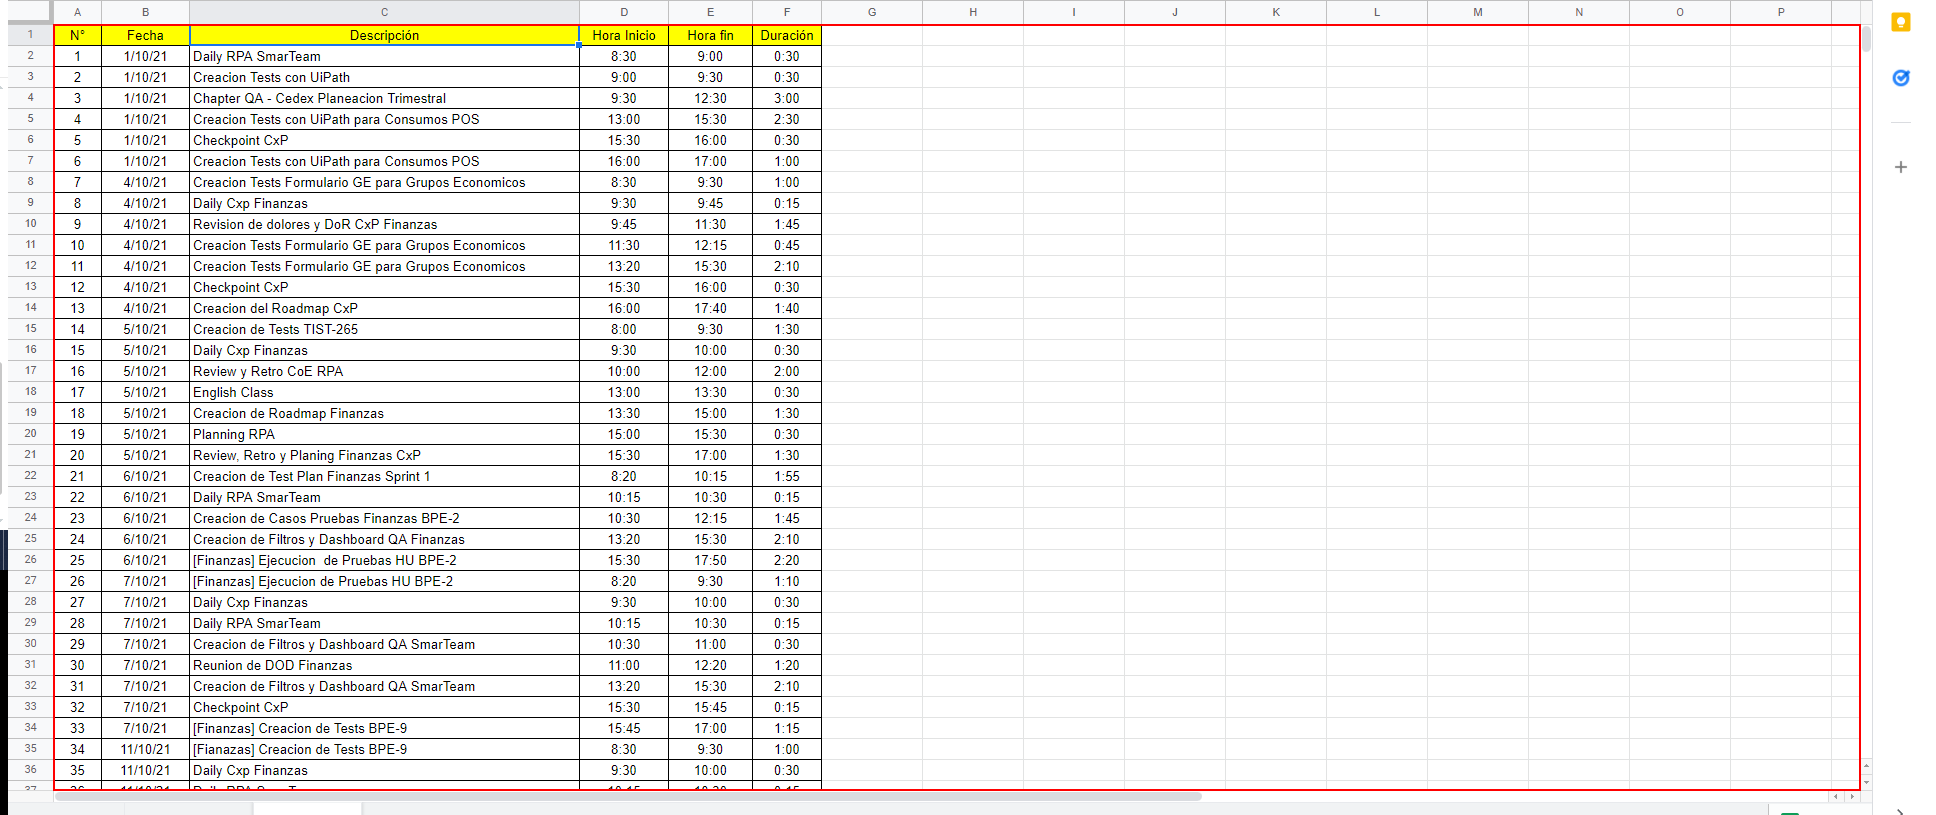 A B C D E F G H I J K L M N O P
1 N° Fecha Descripción Hora Inicio Hora fin Duración
2 1 1/10/21 Daily RPA SmarTeam 8:30 9:00 0:30
3 2 1/10/21 Creacion Tests con UiPath 9:00 9:30 0:30
4 3 1/10/21 Chapter QA - Cedex Planeacion Trimestral 9:30 12:30 3:00
5 4 1/10/21 Creacion Tests con UiPath para Consumos POS 13:00 15:30 2:30
6 5 1/10/21 Checkpoint CxP 15:30 16:00 0:30
7 6 1/10/21 Creacion Tests con UiPath para Consumos POS 16:00 17:00 1:00
8 7 4/10/21 Creacion Tests Formulario GE para Grupos Economicos 8:30 9:30 1:00
9 8 4/10/21 Daily Cxp Finanzas 9:30 9:45 0:15
10 9 4/10/21 Revision de dolores y DoR CxP Finanzas 9:45 11:30 1:45
11 10 4/10/21 Creacion Tests Formulario GE para Grupos Economicos 11:30 12:15 0:45
12 11 4/10/21 Creacion Tests Formulario GE para Grupos Economicos 13:20 15:30 2:10
13 12 4/10/21 Checkpoint CxP 15:30 16:00 0:30
14 13 4/10/21 Creacion del Roadmap CxP 16:00 17:40 1:40
15 14 5/10/21 Creacion de Tests TIST-265 8:00 9:30 1:30
16 15 5/10/21 Daily Cxp Finanzas 9:30 10:00 0:30
17 16 5/10/21 Review y Retro CoE RPA 10:00 12:00 2:00
18 17 5/10/21 English Class 13:00 13:30 0:30
19 18 5/10/21 Creacion de Roadmap Finanzas 13:30 15:00 1:30
20 19 5/10/21 Planning RPA 15:00 15:30 0:30
21 20 5/10/21 Review, Retro y Planing Finanzas CxP 15:30 17:00 1:30
22 21 6/10/21 Creacion de Test Plan Finanzas Sprint 1 8:20 10:15 1:55
23 22 6/10/21 Daily RPA SmarTeam 10:15 10:30 0:15
24 23 6/10/21 Creacion de Casos Pruebas Finanzas BPE-2 10:30 12:15 1:45
25 24 6/10/21 Creacion de Filtros y Dashboard QA Finanzas 13:20 15:30 2:10
26 25 6/10/21 [Finanzas] Ejecucion  de Pruebas HU BPE-2 15:30 17:50 2:20
27 26 7/10/21 [Finanzas] Ejecucion de Pruebas HU BPE-2 8:20 9:30 1:10
28 27 7/10/21 Daily Cxp Finanzas 9:30 10:00 0:30
29 28 7/10/21 Daily RPA SmarTeam 10:15 10:30 0:15
30 29 7/10/21 Creacion de Filtros y Dashboard QA SmarTeam 10:30 11:00 0:30
31 30 7/10/21 Reunion de DOD Finanzas 11:00 12:20 1:20
32 31 7/10/21 Creacion de Filtros y Dashboard QA SmarTeam 13:20 15:30 2:10
33 32 7/10/21 Checkpoint CxP 15:30 15:45 0:15
34 33 7/10/21 [Finanzas] Creacion de Tests BPE-9 15:45 17:00 1:15
35 34 11/10/21 [Fianazas] Creacion de Tests BPE-9 8:30 9:30 1:00
36 35 11/10/21 Daily Cxp Finanzas 9:30 10:00 0:30